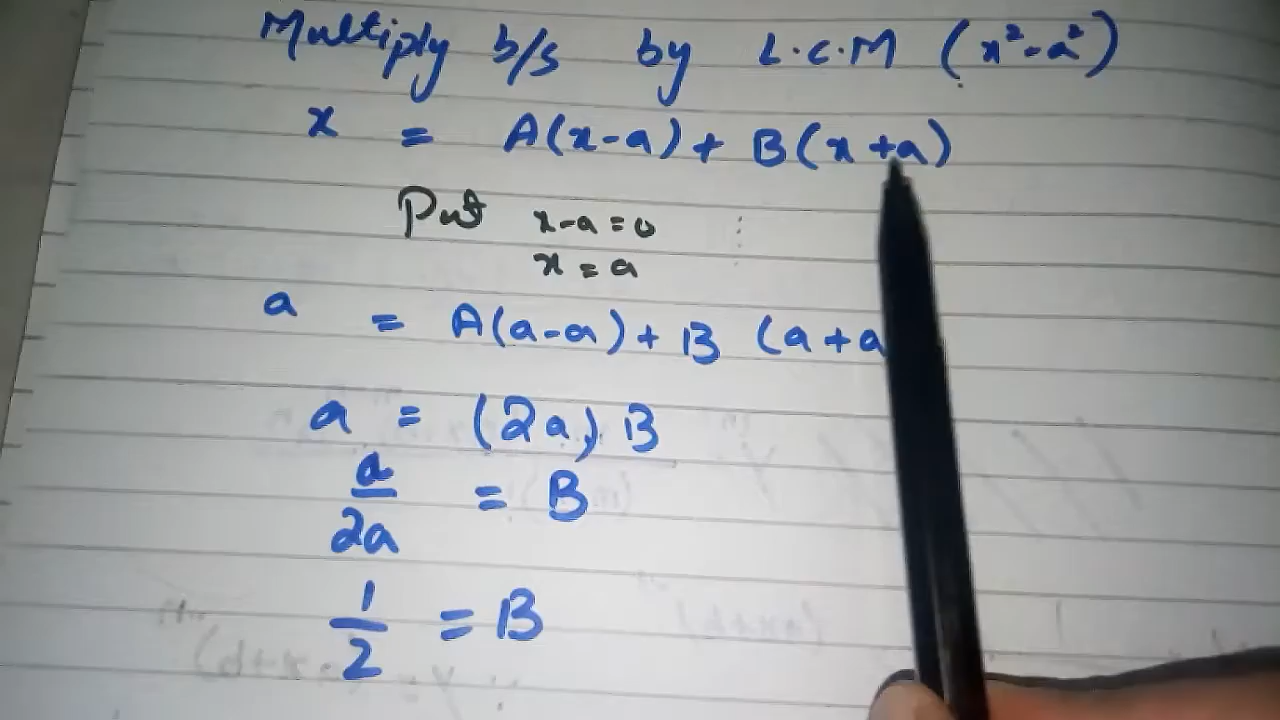 Multiply b/s by L.C.M (x²-a²)
x = A(x-a) + B(x+a)
Put x-a=0
x = a
a = A(a-a) + B (a+a
a = (2a) B
a/2a = B
1/2 = B